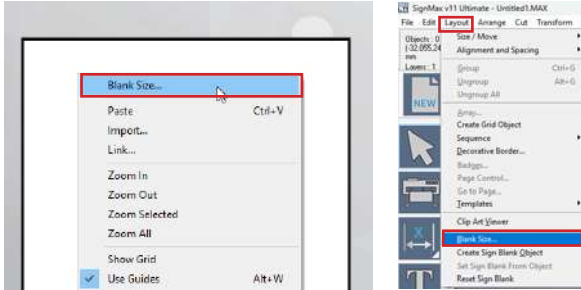 Blank Size...
Paste Ctrl+V
Import...
Link...
Zoom In
Zoom Out
Zoom Selected
Zoom All
Show Grid
Use Guides Alt+W
SignMax v11 Ultimate - Untitled1.MAX
File Edit Layout Arrange Cut Transform
Objects : 0
mm
Layers : 1
NEW
Size / Move
Alignment and Spacing
Group Ctrl+G
Ungroup Alt+G
Ungroup All
Array...
Create Grid Object
Sequence
Decorative Border...
Badges...
Page Control...
Go to Page...
Templates
Clip Art Viewer
Blank Size...
Create Sign Blank Object
Set Sign Blank From Object
Reset Sign Blank